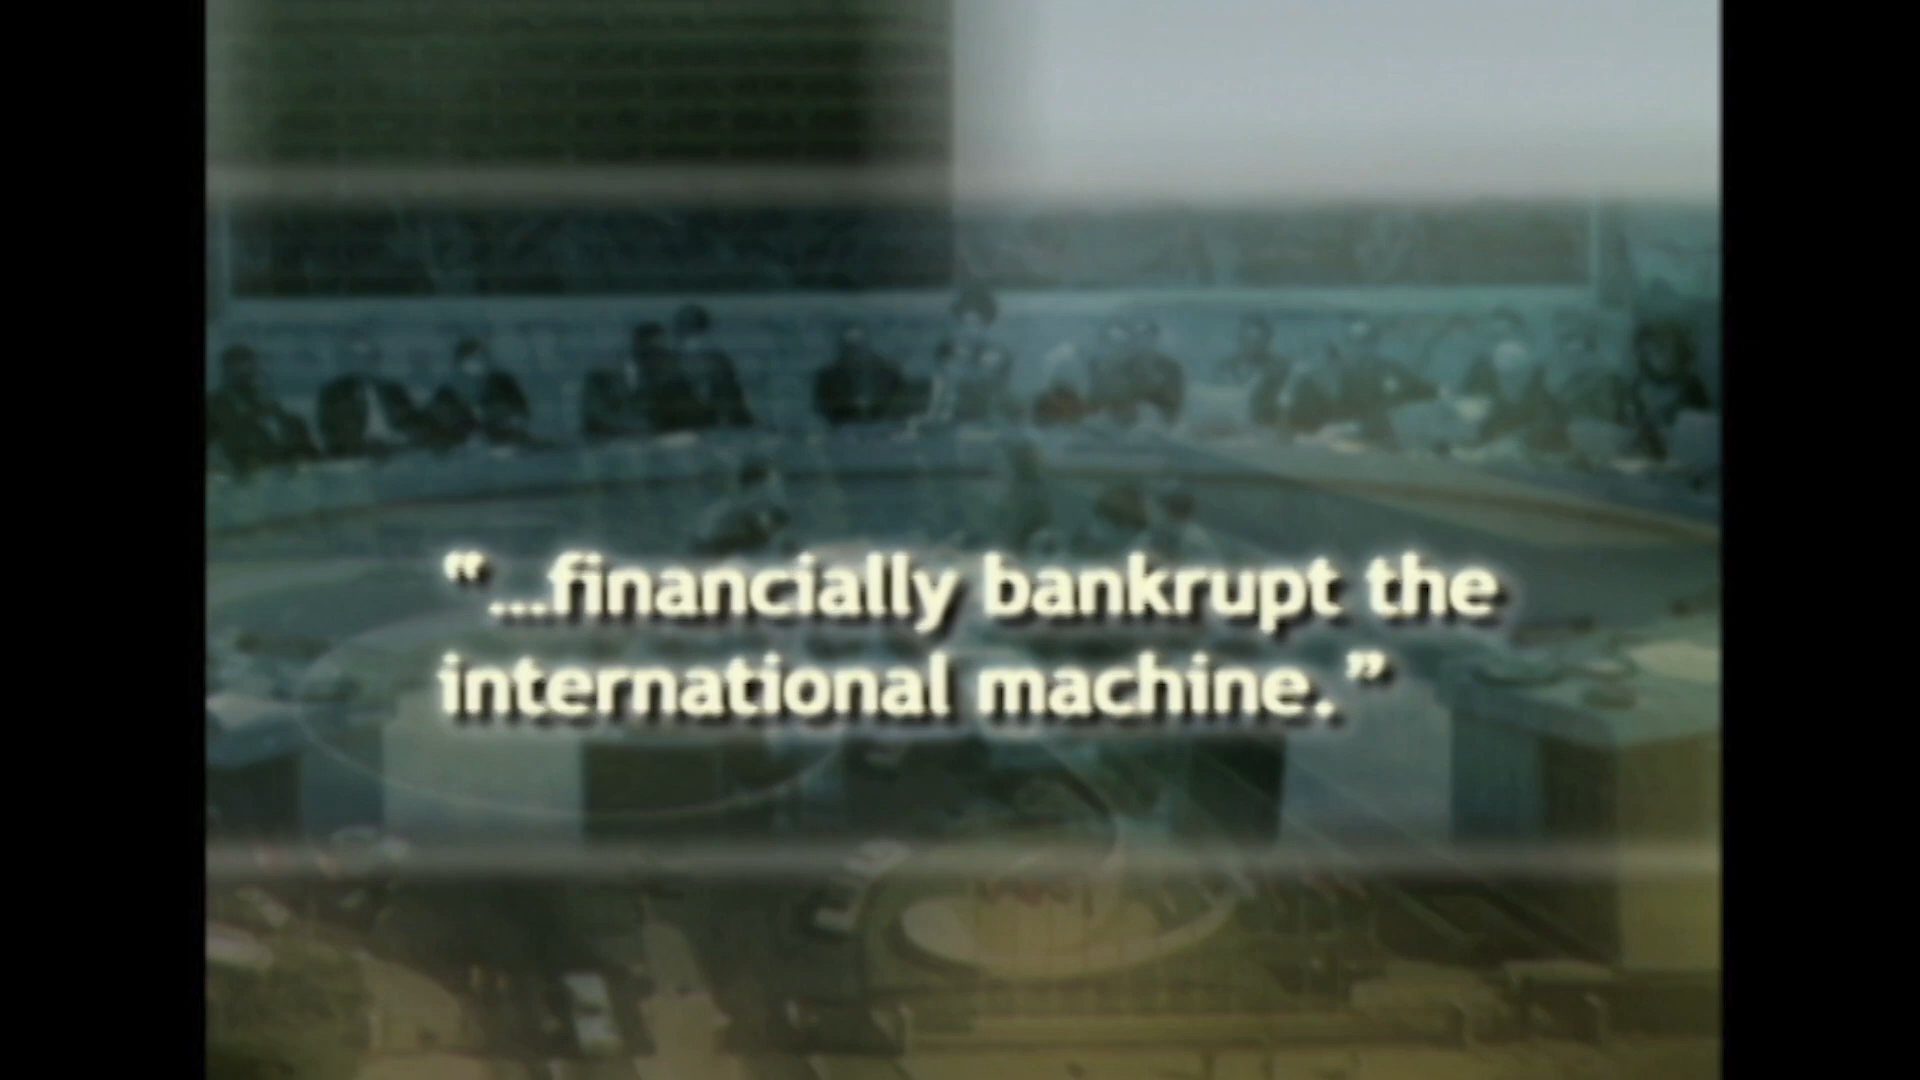 “...financially bankrupt the
international machine.”